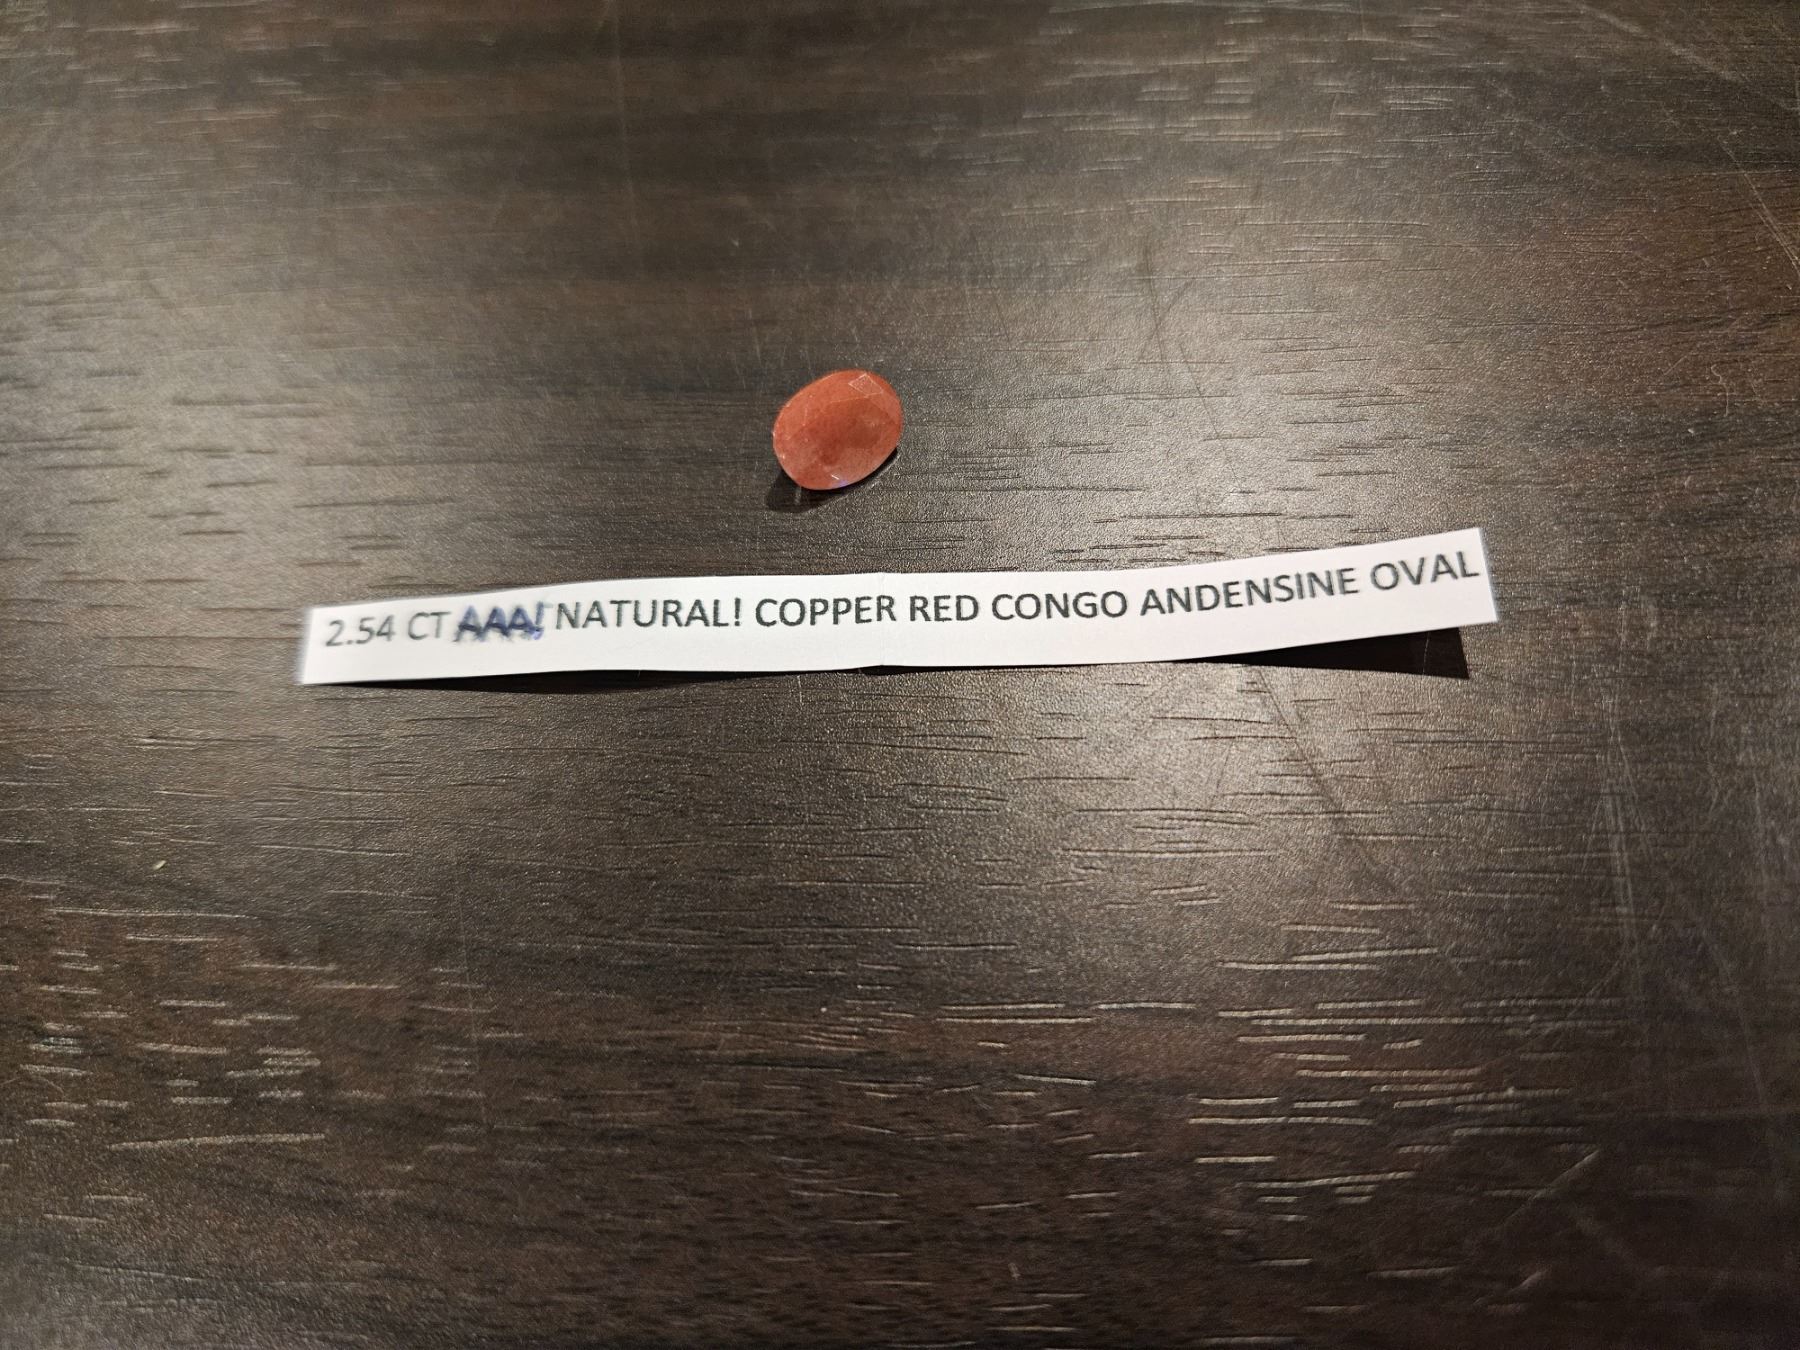 2.54 CT AAA! NATURAL! COPPER RED CONGO ANDENSINE OVAL